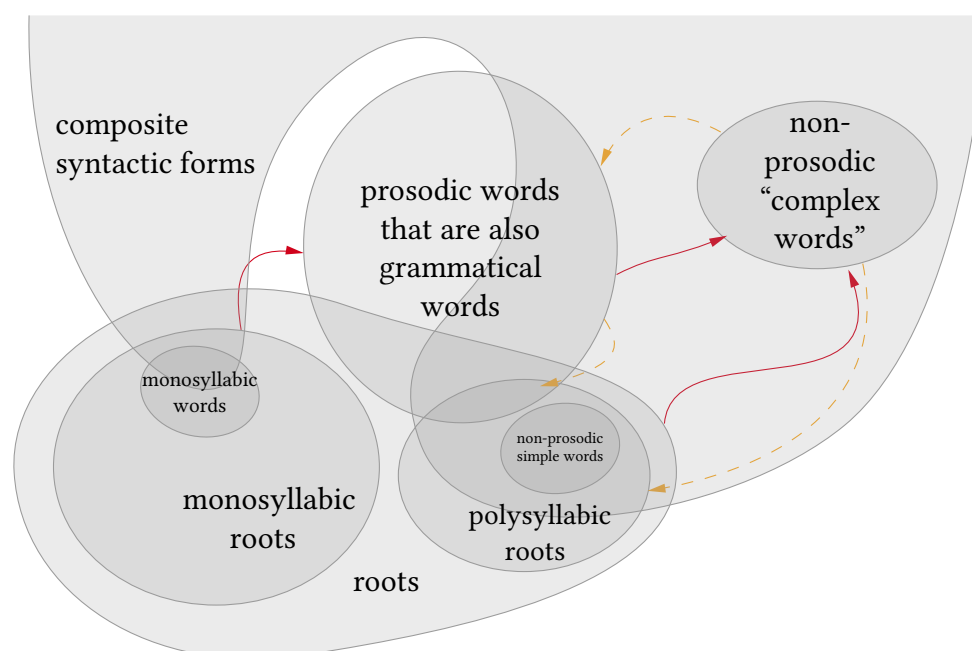 composite
syntactic forms
prosodic words
that are also
grammatical
words
non-
prosodic
“complex
words”
monosyllabic
words
monosyllabic
roots
non-prosodic
simple words
polysyllabic
roots
roots